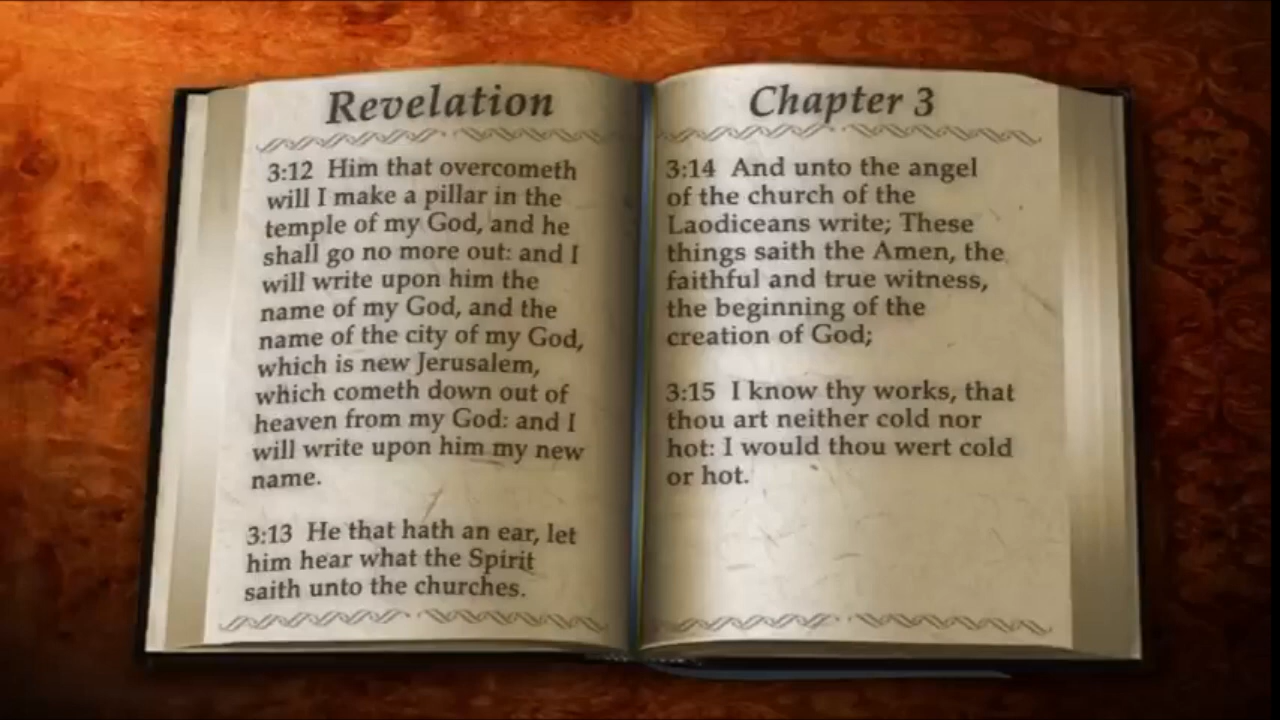 Revelation
3:12 Him that overcometh
will I make a pillar in the
temple of my God, and he
shall go no more out: and I
will write upon him the
name of my God, and the
name of the city of my God,
which is new Jerusalem,
which cometh down out of
heaven from my God: and I
will write upon him my new
name.
3:13 He that hath an ear, let
him hear what the Spirit
saith unto the churches.
Chapter 3
3:14 And unto the angel
of the church of the
Laodiceans write; These
things saith the Amen, the
faithful and true witness,
the beginning of the
creation of God;
3:15 I know thy works, that
thou art neither cold nor
hot: I would thou wert cold
or hot.